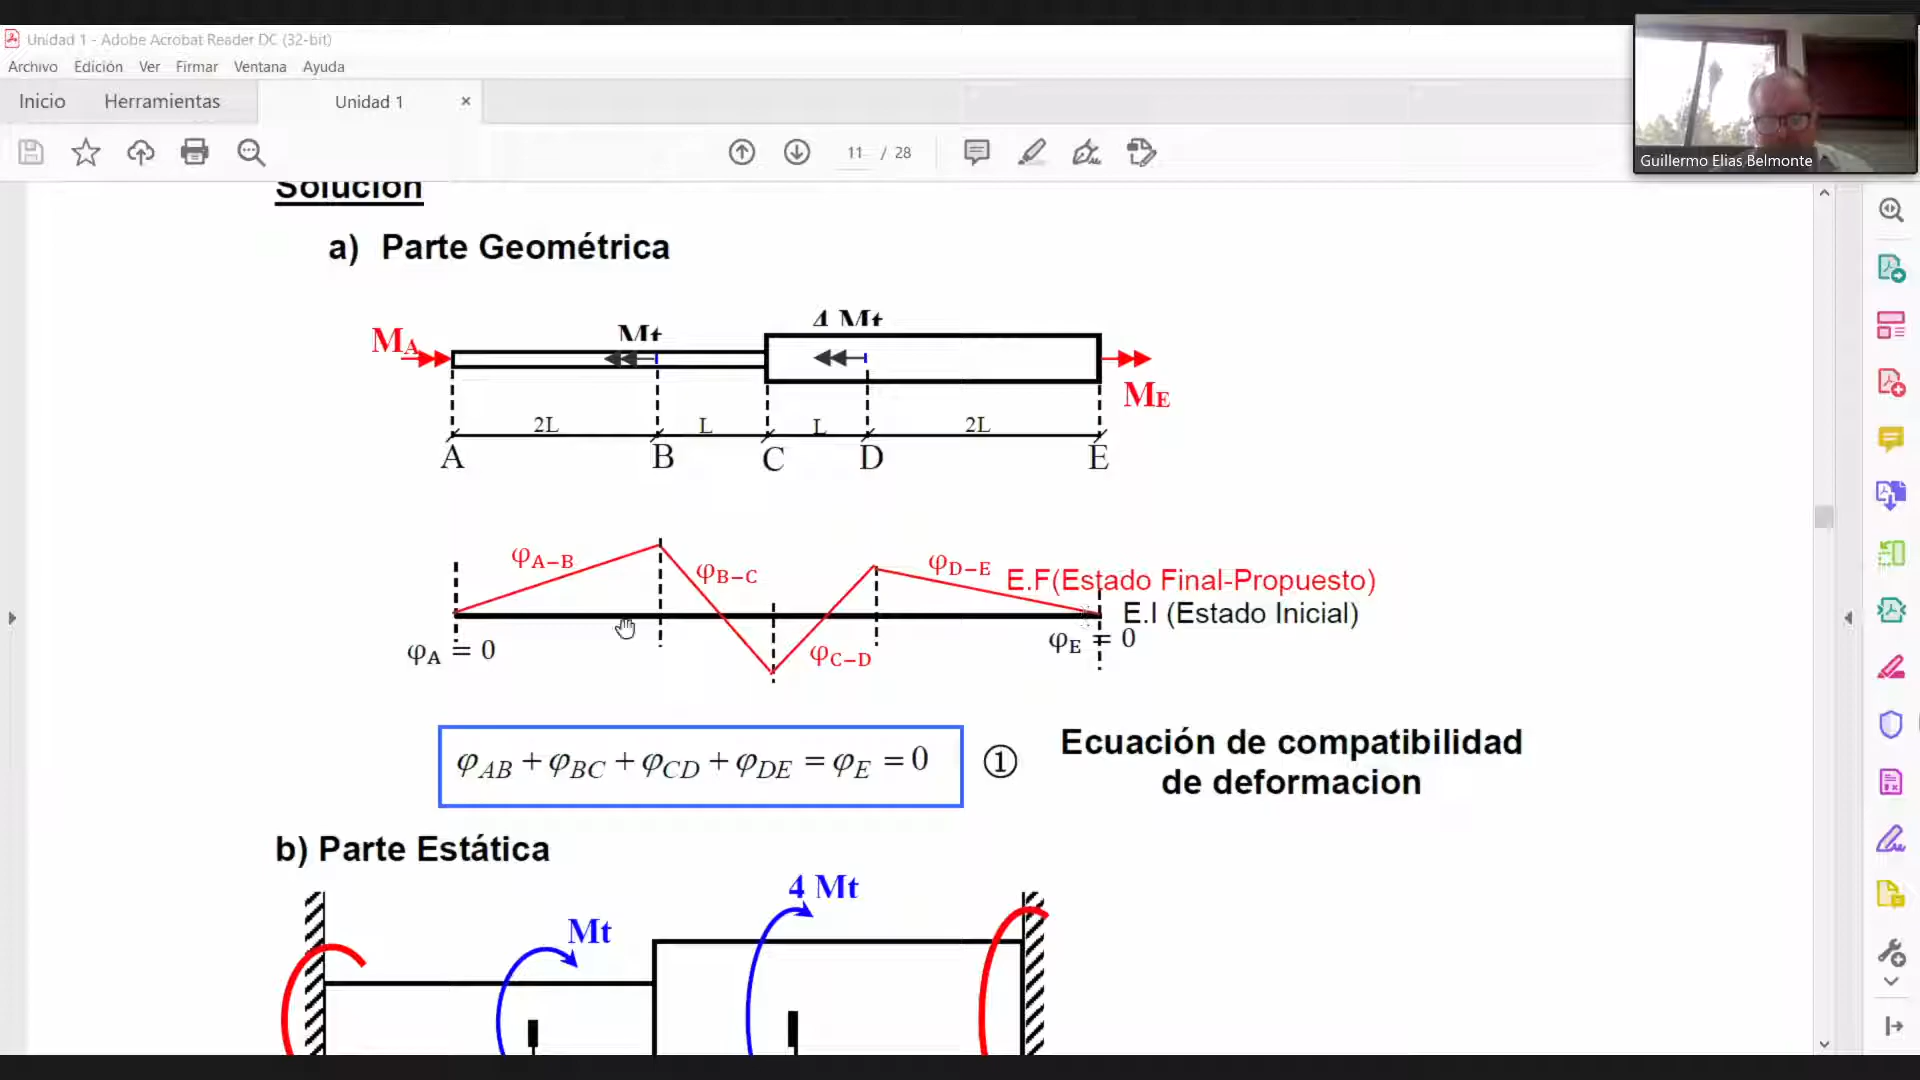 Unidad 1 - Adobe Acrobat Reader DC (32-bit)
Archivo Edición Ver Firmar Ventana Ayuda
Inicio Herramientas Unidad 1 ×
11 / 28
Guillermo Elias Belmonte
Solución
a) Parte Geométrica
Mt 4 Mt
MA
ME
2L L L 2L
A B C D E
φA−B φB−C φD−E E.F(Estado Final-Propuesto)
E.I (Estado Inicial)
φA = 0 φC−D φE = 0
φAB + φBC + φCD + φDE = φE = 0 ① Ecuación de compatibilidad
de deformacion
b) Parte Estática
4 Mt
Mt